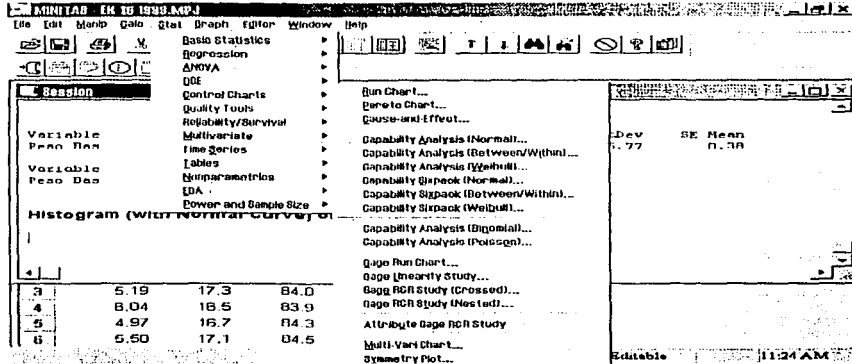 MINITAB - EK 16 1998.MPJ
File Edit Manip Calc Stat Graph Editor Window Help
Basic Statistics
Regression
ANOVA
DOE
Control Charts
Quality Tools
Reliability/Survival
Multivariate
Time Series
Tables
Nonparametrics
EDA
Power and Sample Size
Run Chart...
Pareto Chart...
Cause-and-Effect...
Capability Analysis (Normal)...
Capability Analysis (Between/Within)...
Capability Analysis (Weibull)...
Capability Sixpack (Normal)...
Capability Sixpack (Between/Within)...
Capability Sixpack (Weibull)...
Capability Analysis (Binomial)...
Capability Analysis (Poisson)...
Gage Run Chart...
Gage Linearity Study...
Gage R&R Study (Crossed)...
Gage R&R Study (Nested)...
Attribute Gage R&R Study
Multi-Vari Chart...
Symmetry Plot...
Session
Variable
Peso Das
Variable
Peso Das
Dev SE Mean
5.77 0.38
Histogram (with Normal Curve) o
3 5.19 17.3 84.0
4 8.04 16.5 83.9
5 4.97 16.7 84.3
6 5.50 17.1 84.5
Editable 11:24 AM